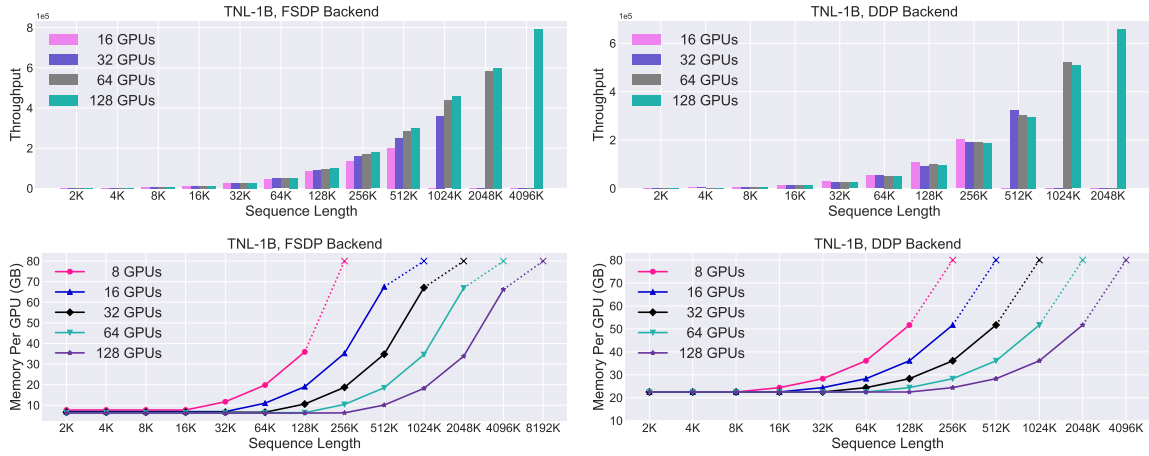 TNL-1B, FSDP Backend
1e5
8
6
4
2
0
Throughput
16 GPUs
32 GPUs
64 GPUs
128 GPUs
2K 4K 8K 16K 32K 64K 128K 256K 512K 1024K 2048K 4096K
Sequence Length
TNL-1B, DDP Backend
1e5
6
4
2
0
Throughput
16 GPUs
32 GPUs
64 GPUs
128 GPUs
2K 4K 8K 16K 32K 64K 128K 256K 512K 1024K 2048K
Sequence Length
TNL-1B, FSDP Backend
80
70
60
50
40
30
20
10
Memory Per GPU (GB)
8 GPUs
16 GPUs
32 GPUs
64 GPUs
128 GPUs
2K 4K 8K 16K 32K 64K 128K 256K 512K 1024K 2048K 4096K 8192K
Sequence Length
TNL-1B, DDP Backend
80
70
60
50
40
30
20
10
Memory Per GPU (GB)
8 GPUs
16 GPUs
32 GPUs
64 GPUs
128 GPUs
2K 4K 8K 16K 32K 64K 128K 256K 512K 1024K 2048K 4096K
Sequence Length